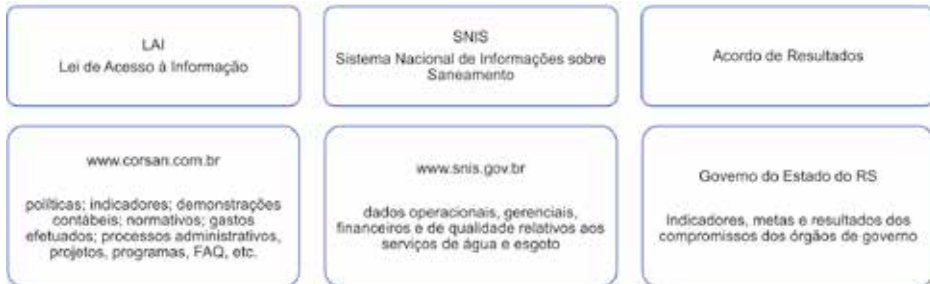 LAI
Lei de Acesso à Informação
SNIS
Sistema Nacional de Informações sobre
Saneamento
Acordo de Resultados
www.corsan.com.br
políticas; indicadores; demonstrações
contábeis; normativos; gastos
efetuados; processos administrativos,
projetos, programas, FAQ, etc.
www.snis.gov.br
dados operacionais, gerenciais,
financeiros e de qualidade relativos aos
serviços de água e esgoto
Governo do Estado do RS
Indicadores, metas e resultados dos
compromissos dos órgãos de governo